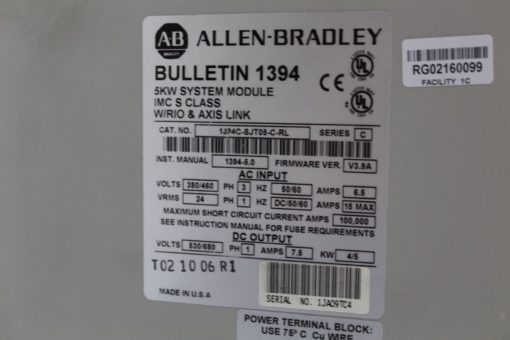 AB
QUALITY
ALLEN-BRADLEY
BULLETIN 1394
5KW SYSTEM MODULE
IMC S CLASS
W/RIO & AXIS LINK
CE
UL
UL
CAT. NO. 1394C-SJT05-C-RL SERIES C
INST. MANUAL 1394-5.0 FIRMWARE VER. V3.9A
AC INPUT
VOLTS 380/460 PH 3 HZ 50/60 AMPS 6.5
VRMS 24 PH 1 HZ DC/50/60 AMPS 15 MAX
MAXIMUM SHORT CIRCUIT CURRENT AMPS 100,000
SEE INSTRUCTION MANUAL FOR FUSE REQUIREMENTS
DC OUTPUT
VOLTS 530/680 PH 1 AMPS 7.5 KW 4/5
T02 10 06 R1
MADE IN U.S.A
SERIAL NO. 1JAD9TC4
RG02160099
FACILITY 1C
POWER TERMINAL BLOCK:
USE 75° C Cu WIRE